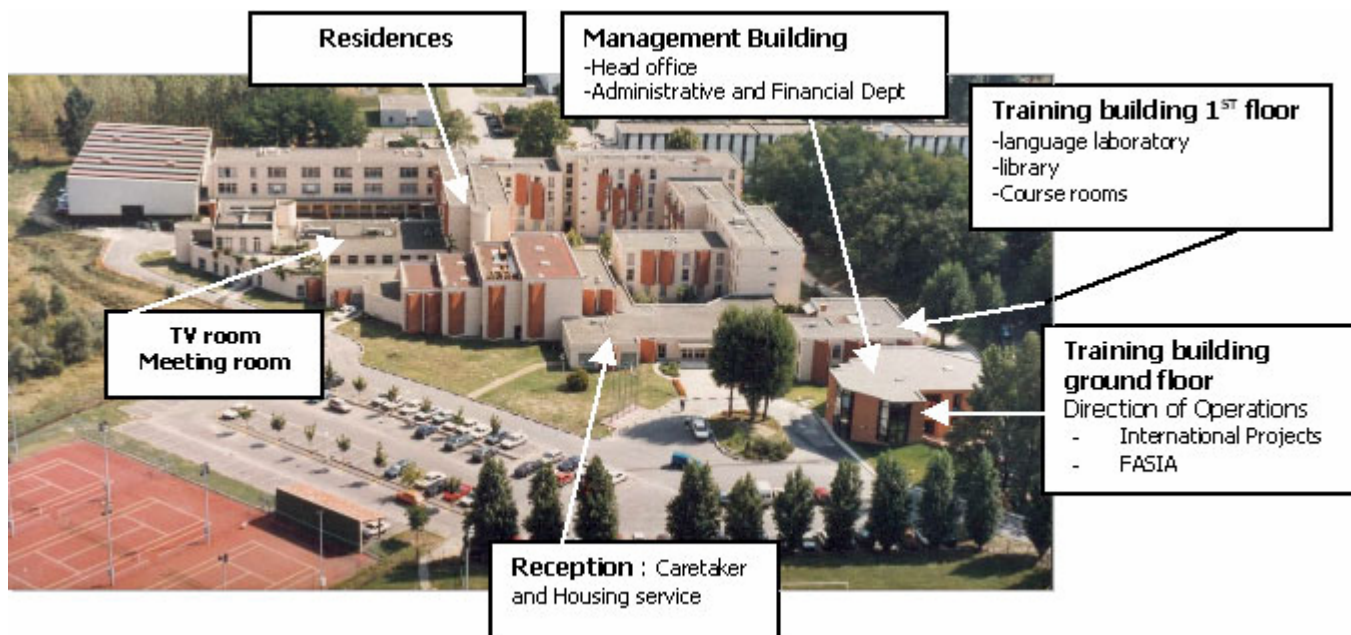 Residences
Management Building
-Head office
-Administrative and Financial Dept
Training building 1ST floor
-language laboratory
-library
-Course rooms
TV room
Meeting room
Training building
ground floor
Direction of Operations
- International Projects
- FASIA
Reception : Caretaker
and Housing service